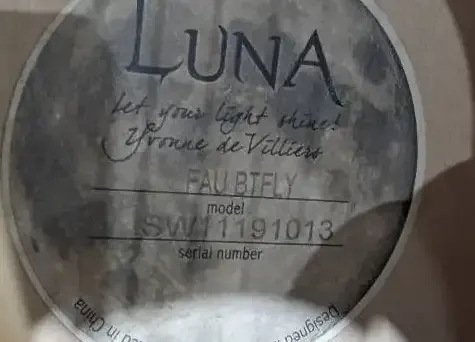 LUNA
Let your light shine!
Yvonne de Villiers
FAU BTFLY
model
SW11191013
serial number
Designed
in China